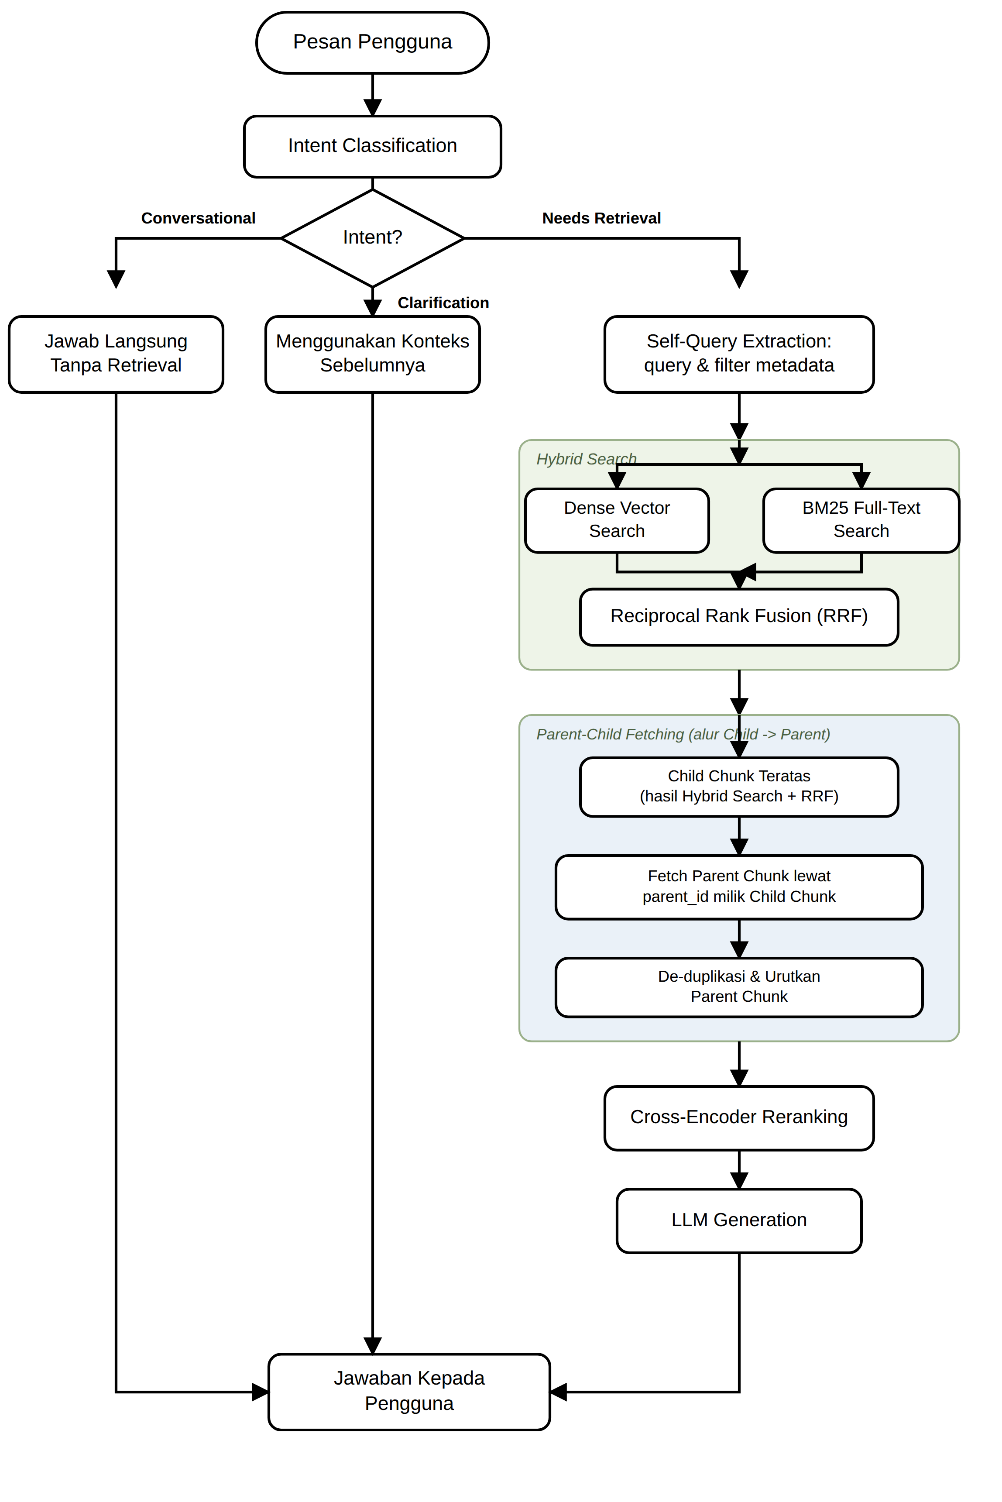 Pesan Pengguna
Intent Classification
Conversational
Needs Retrieval
Intent?
Clarification
Jawab Langsung
Tanpa Retrieval
Menggunakan Konteks
Sebelumnya
Self-Query Extraction:
query & filter metadata
Hybrid Search
Dense Vector
Search
BM25 Full-Text
Search
Reciprocal Rank Fusion (RRF)
Parent-Child Fetching (alur Child -> Parent)
Child Chunk Teratas
(hasil Hybrid Search + RRF)
Fetch Parent Chunk lewat
parent_id milik Child Chunk
De-duplikasi & Urutkan
Parent Chunk
Cross-Encoder Reranking
LLM Generation
Jawaban Kepada
Pengguna